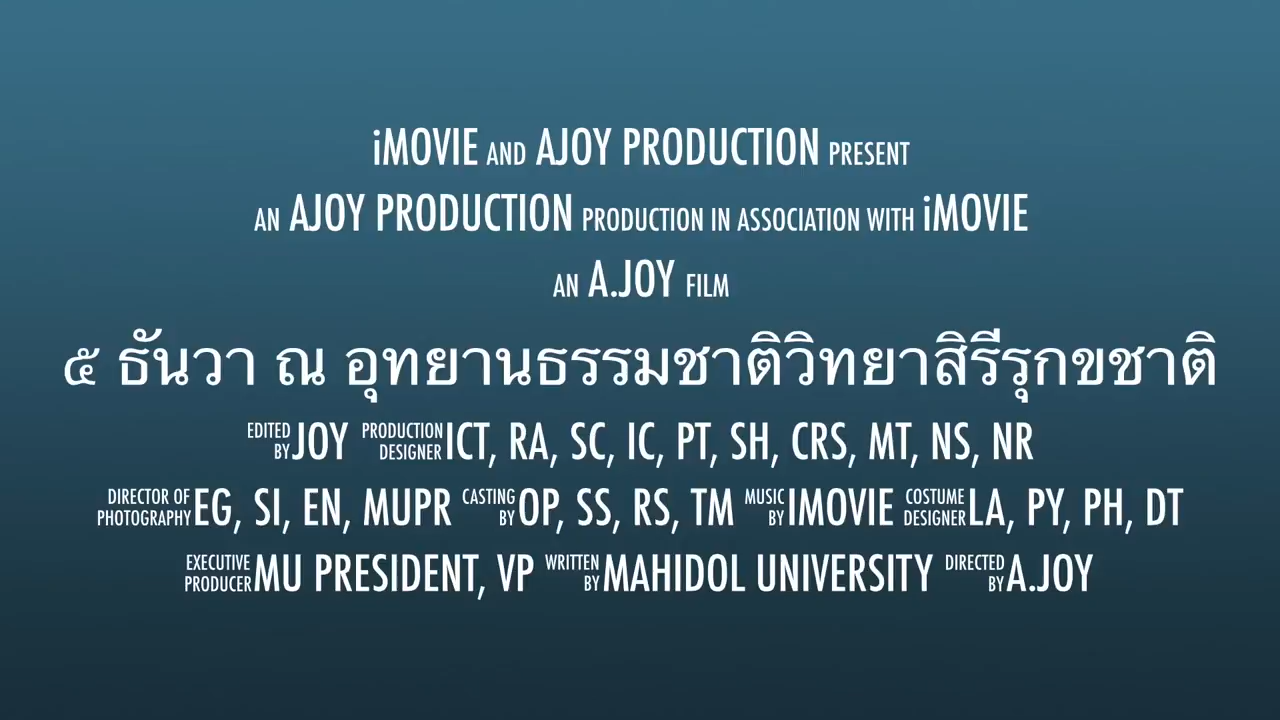 iMOVIE AND AJOY PRODUCTION PRESENT
AN AJOY PRODUCTION PRODUCTION IN ASSOCIATION WITH iMOVIE
AN A.JOY FILM
๕ ธันวา ณ อุทยานธรรมชาติวิทยาสิรีรุกขชาติ
EDITED BY JOY PRODUCTION DESIGNER ICT, RA, SC, IC, PT, SH, CRS, MT, NS, NR
DIRECTOR OF PHOTOGRAPHY EG, SI, EN, MUPR CASTING BY OP, SS, RS, TM MUSIC BY IMOVIE COSTUME DESIGNER LA, PY, PH, DT
EXECUTIVE PRODUCER MU PRESIDENT, VP WRITTEN BY MAHIDOL UNIVERSITY DIRECTED BY A.JOY